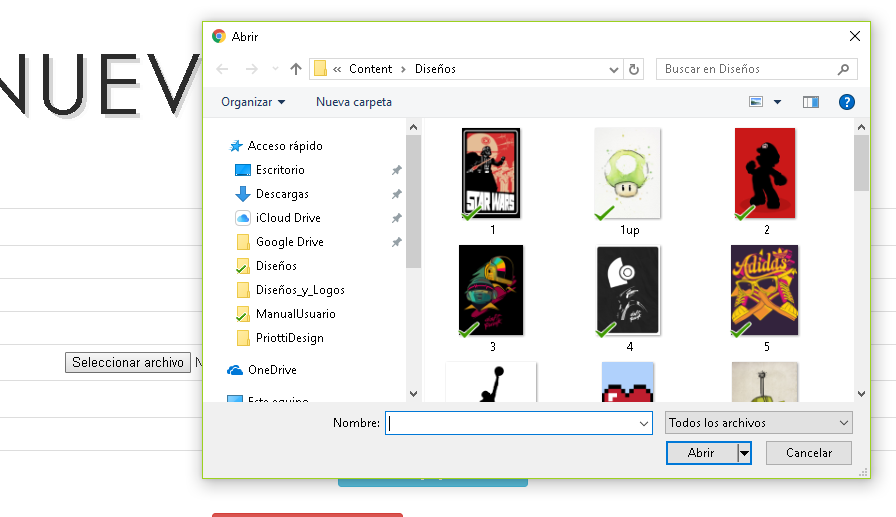 Abrir
NUEV
« Content › Diseños
Buscar en Diseños
Organizar
Nueva carpeta
Acceso rápido
Escritorio
Descargas
iCloud Drive
Google Drive
Diseños
Diseños_y_Logos
ManualUsuario
PriottiDesign
OneDrive
Este equipo
STAR WARS
1
1up
2
3
4
Adidas
5
Seleccionar archivo N
Nombre:
Todos los archivos
Abrir
Cancelar